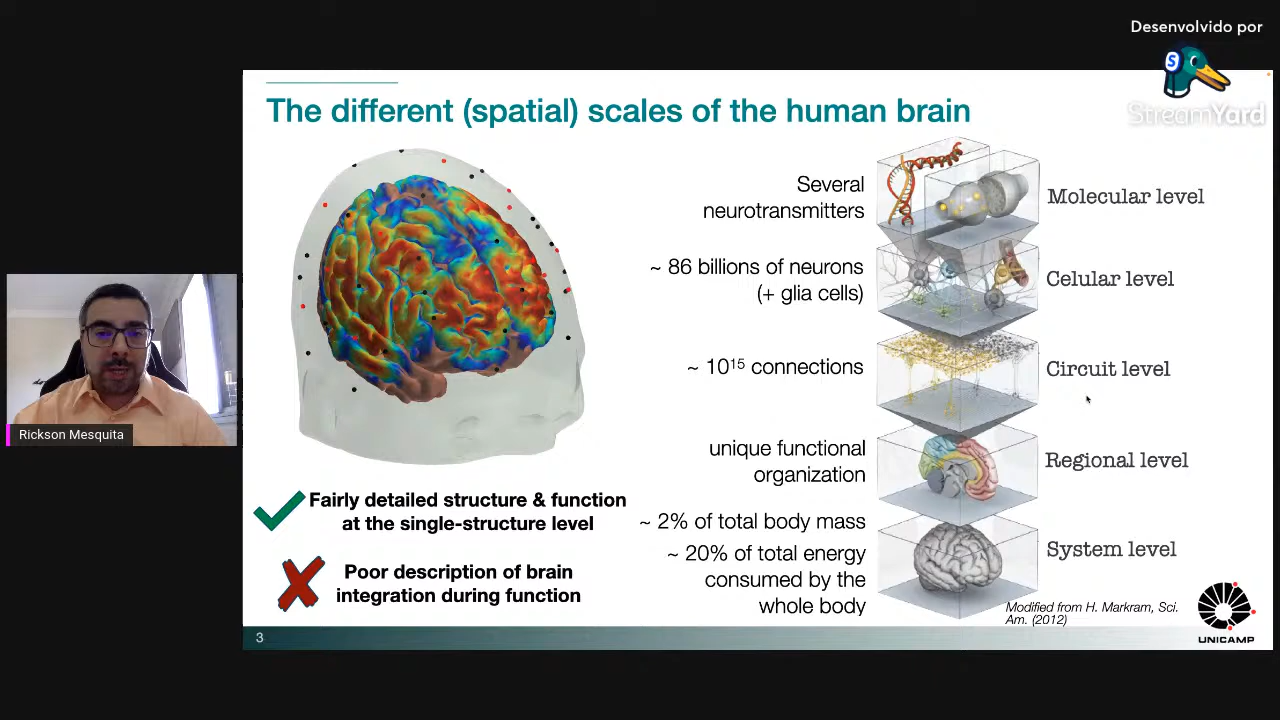 Desenvolvido por
S
StreamYard
The different (spatial) scales of the human brain
Several
neurotransmitters
Molecular level
~ 86 billions of neurons
(+ glia cells)
Celular level
~ 10¹⁵ connections
Circuit level
unique functional
organization
Regional level
~ 2% of total body mass
~ 20% of total energy
consumed by the
whole body
System level
Fairly detailed structure & function
at the single-structure level
Poor description of brain
integration during function
Modified from H. Markram, Sci.
Am. (2012)
UNICAMP
3
Rickson Mesquita